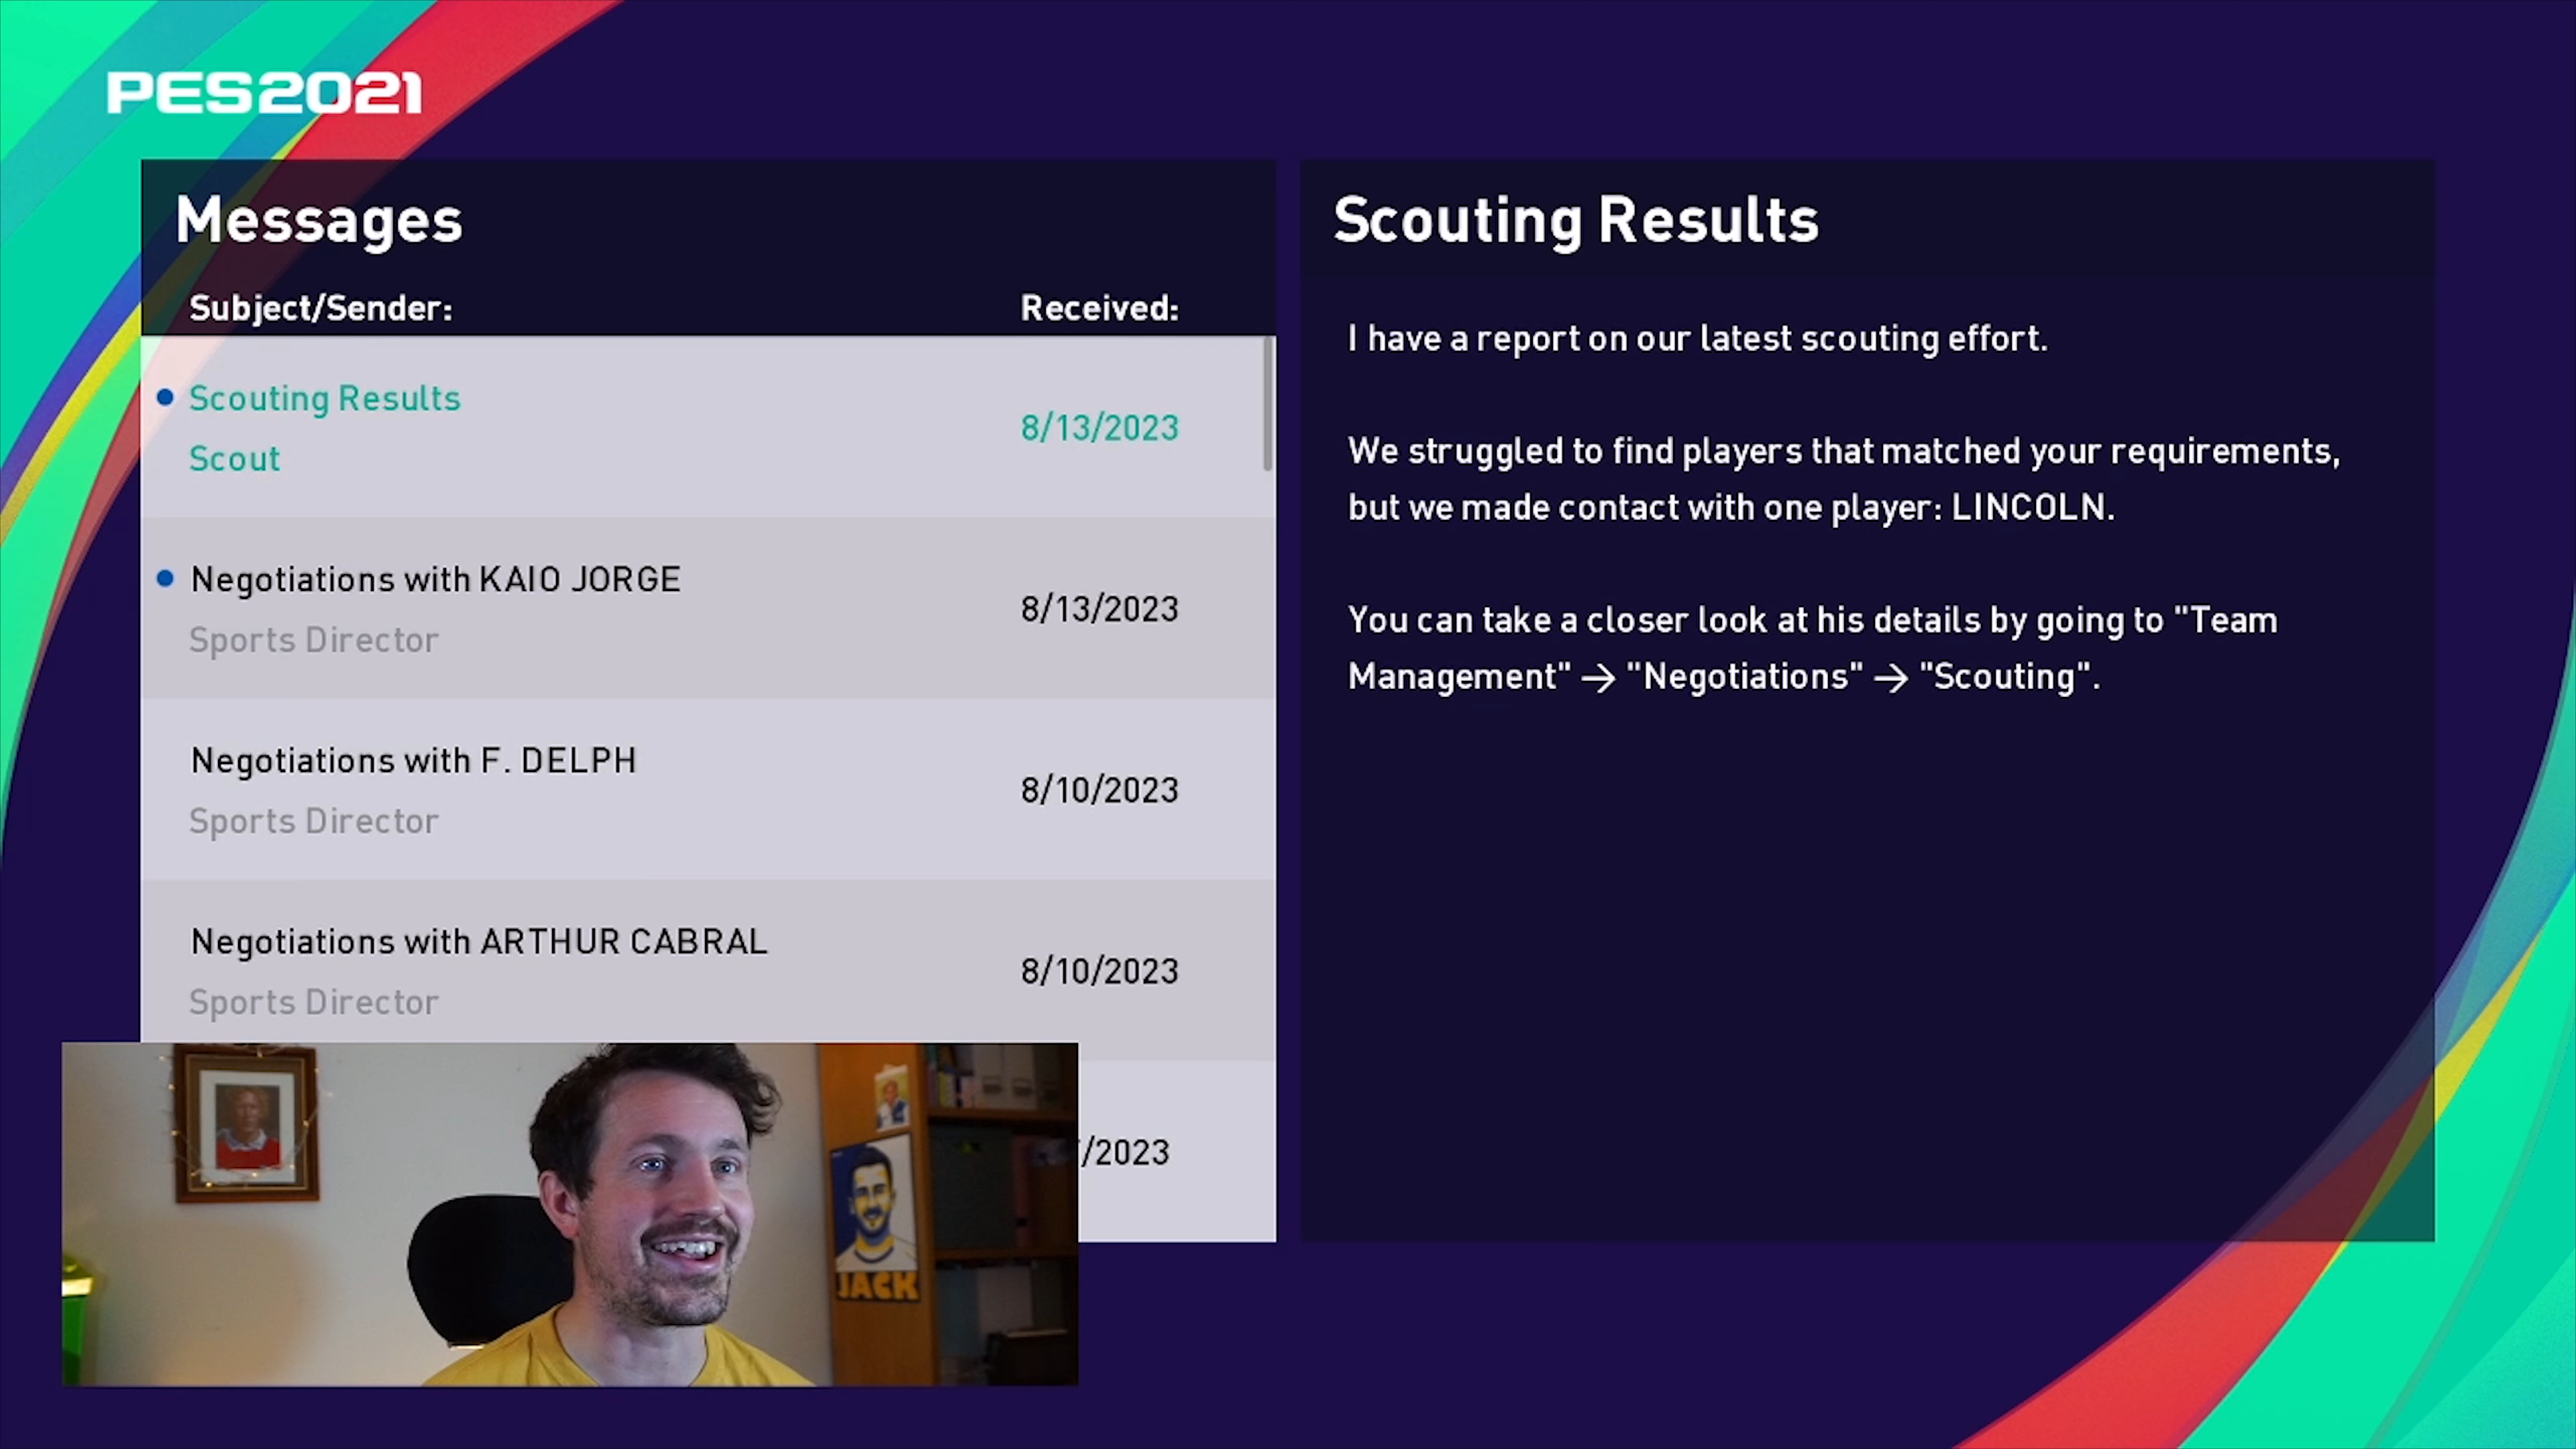 PES2021
Messages
Subject/Sender:
Received:
Scouting Results
Scout
8/13/2023
Negotiations with KAIO JORGE
Sports Director
8/13/2023
Negotiations with F. DELPH
Sports Director
8/10/2023
Negotiations with ARTHUR CABRAL
Sports Director
8/10/2023
/2023
JACK
Scouting Results
I have a report on our latest scouting effort.
We struggled to find players that matched your requirements,
but we made contact with one player: LINCOLN.
You can take a closer look at his details by going to "Team
Management" → "Negotiations" → "Scouting".